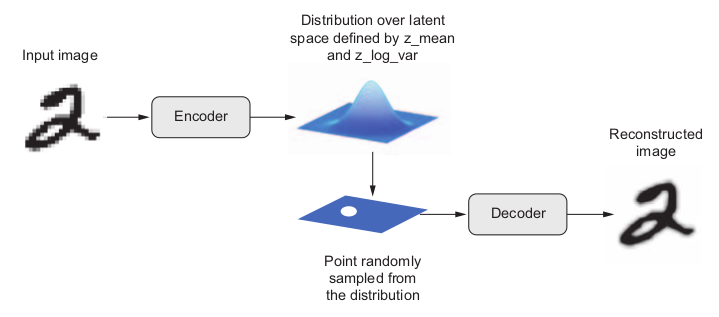 Input image
Encoder
Distribution over latent
space defined by z_mean
and z_log_var
Point randomly
sampled from
the distribution
Decoder
Reconstructed
image